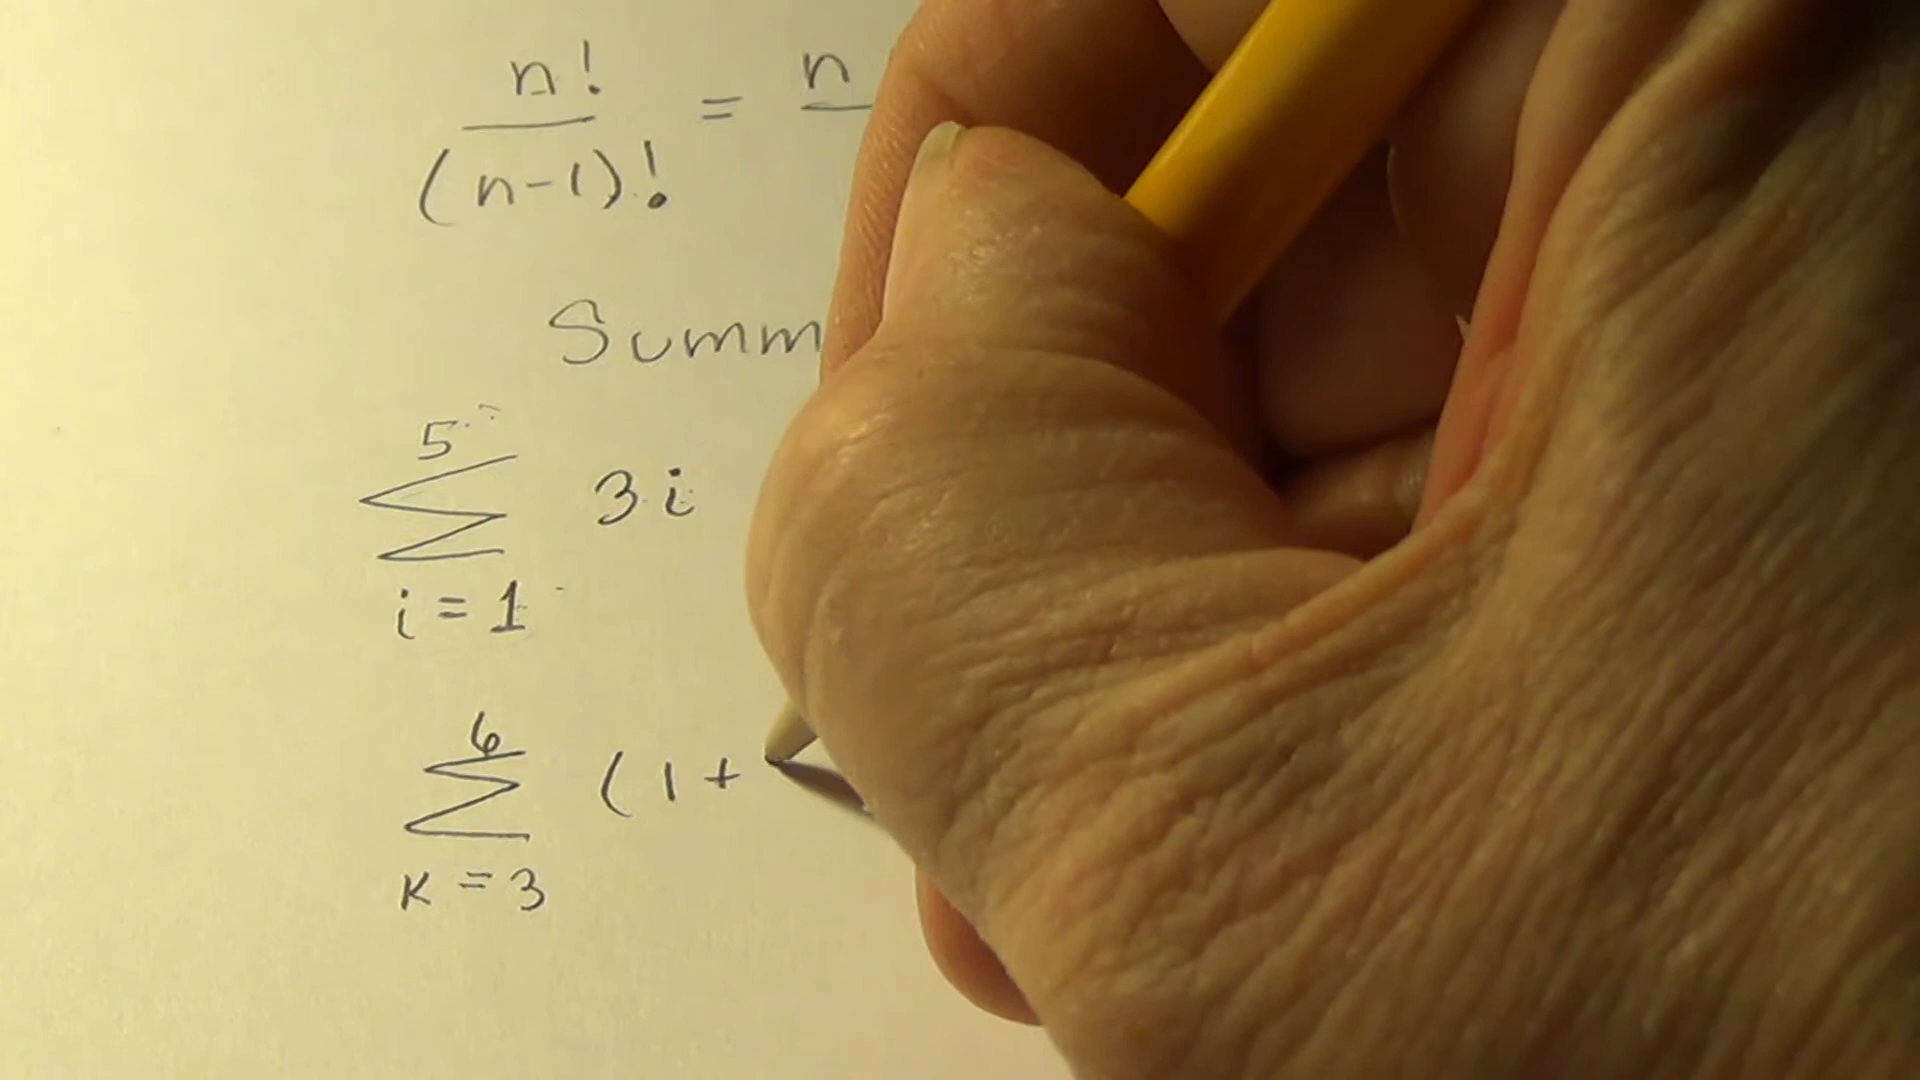 n! / (n-1)! = n
Summ
5 ∑ i = 1 3i
6 ∑ K = 3 (1+